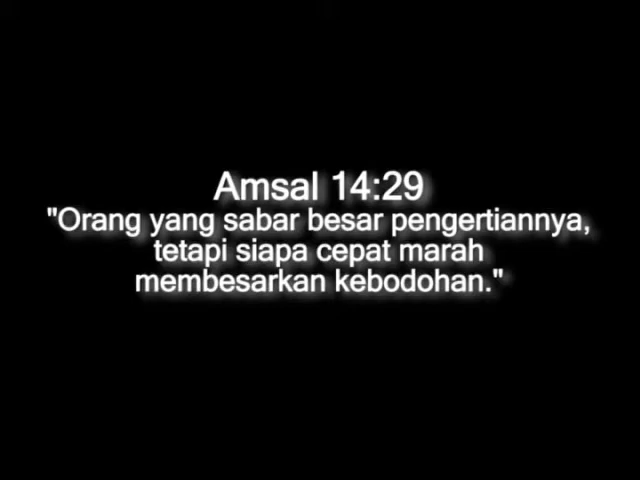 Amsal 14:29
"Orang yang sabar besar pengertiannya,
tetapi siapa cepat marah
membesarkan kebodohan."